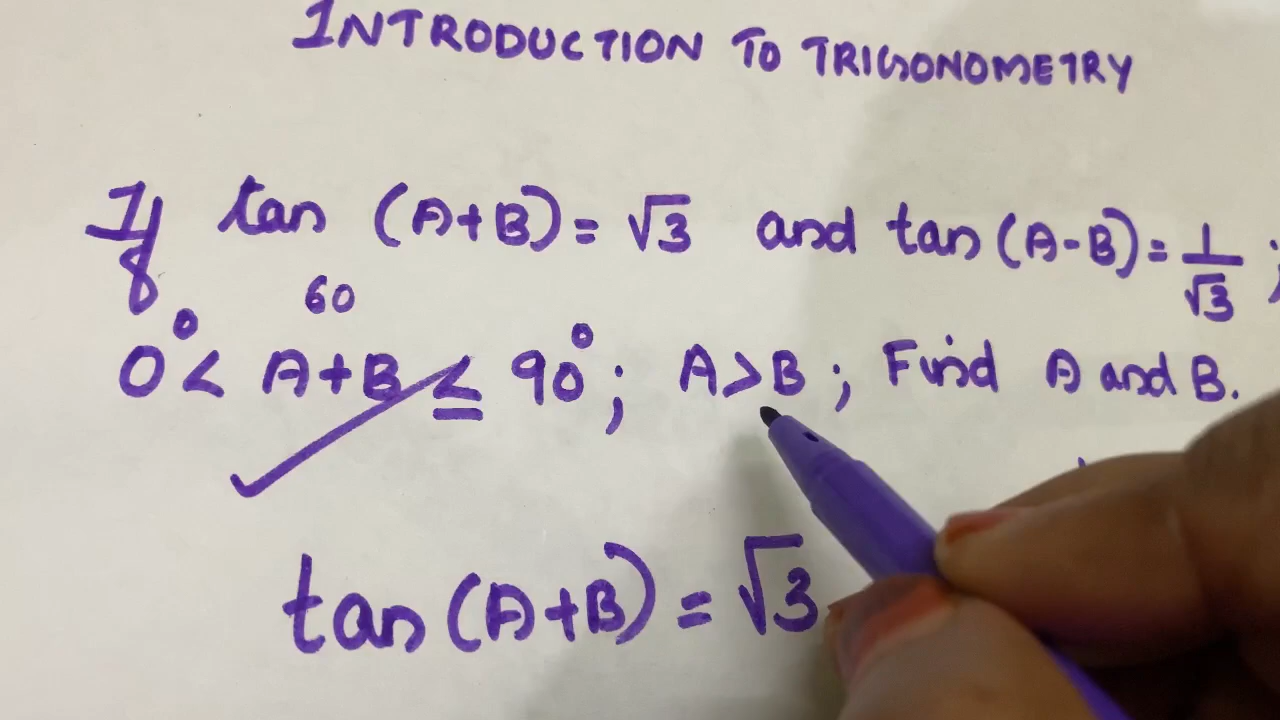 INTRODUCTION TO TRIGONOMETRY
If tan (A+B) = √3 and tan (A-B) = 1/√3 ;
60
0° < A+B ≤ 90° ; A>B ; Find A and B.
tan (A+B) = √3